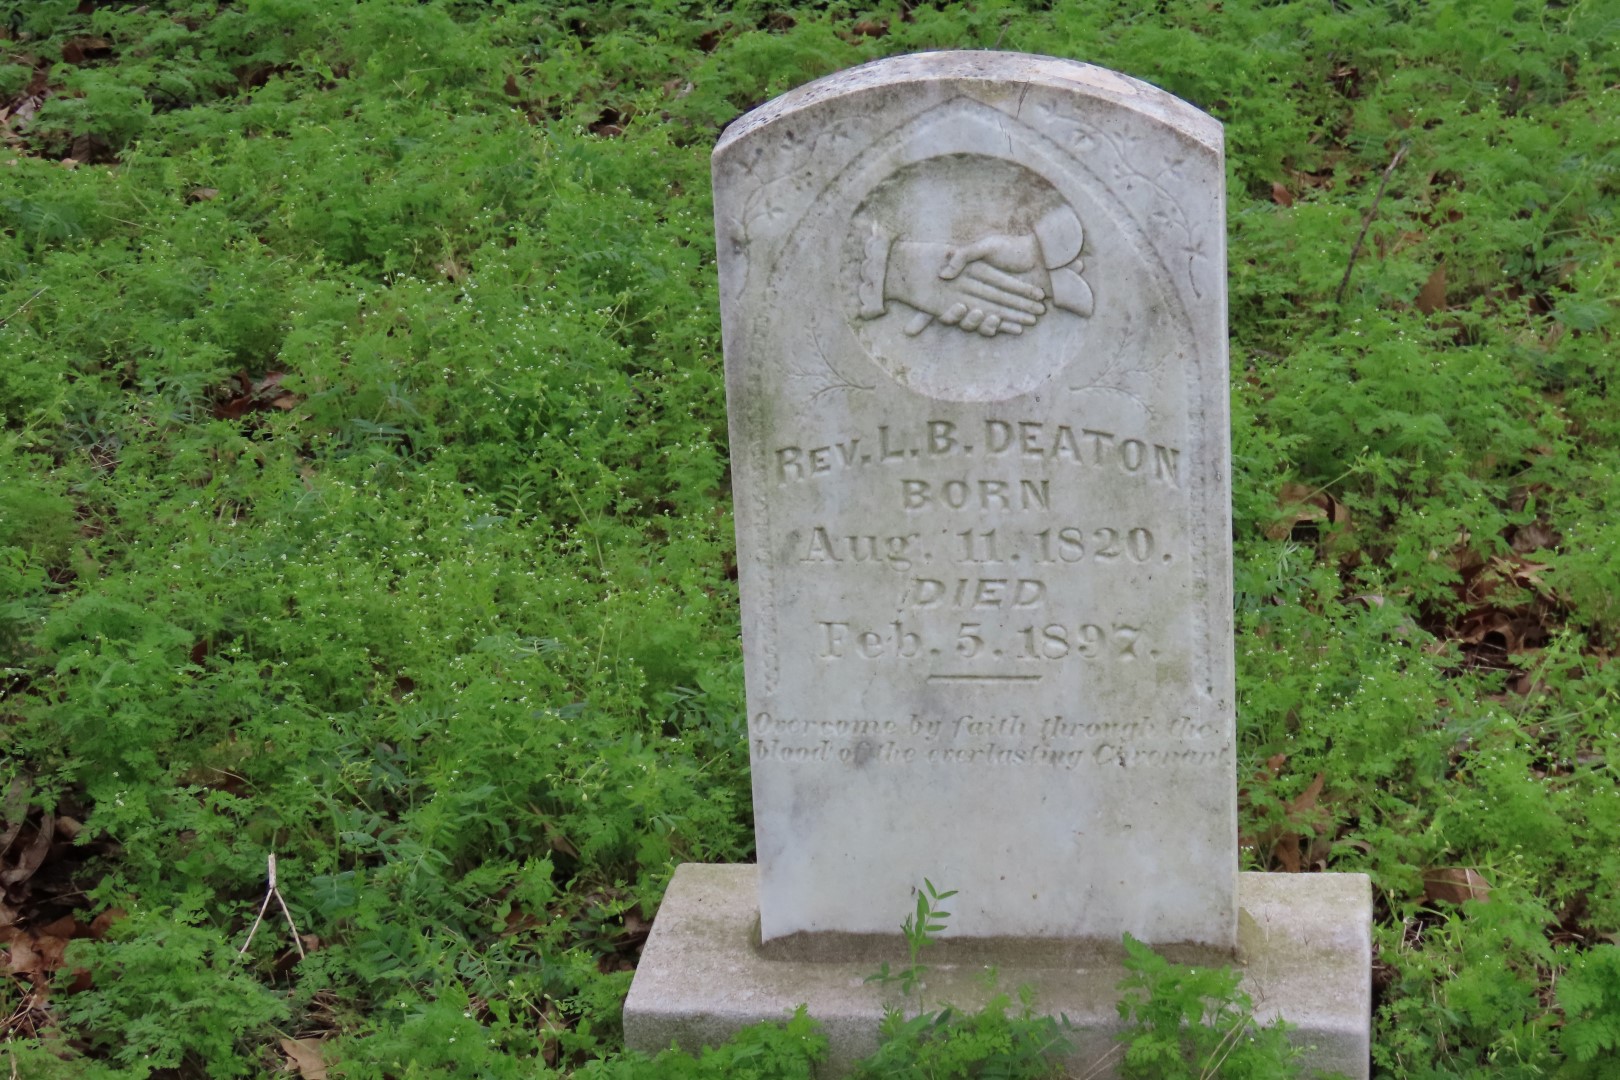 REV. L. B. DEATON
BORN
Aug. 11. 1820.
DIED
Feb. 5. 1897.
Overcome by faith through the
blood of the everlasting Covenant